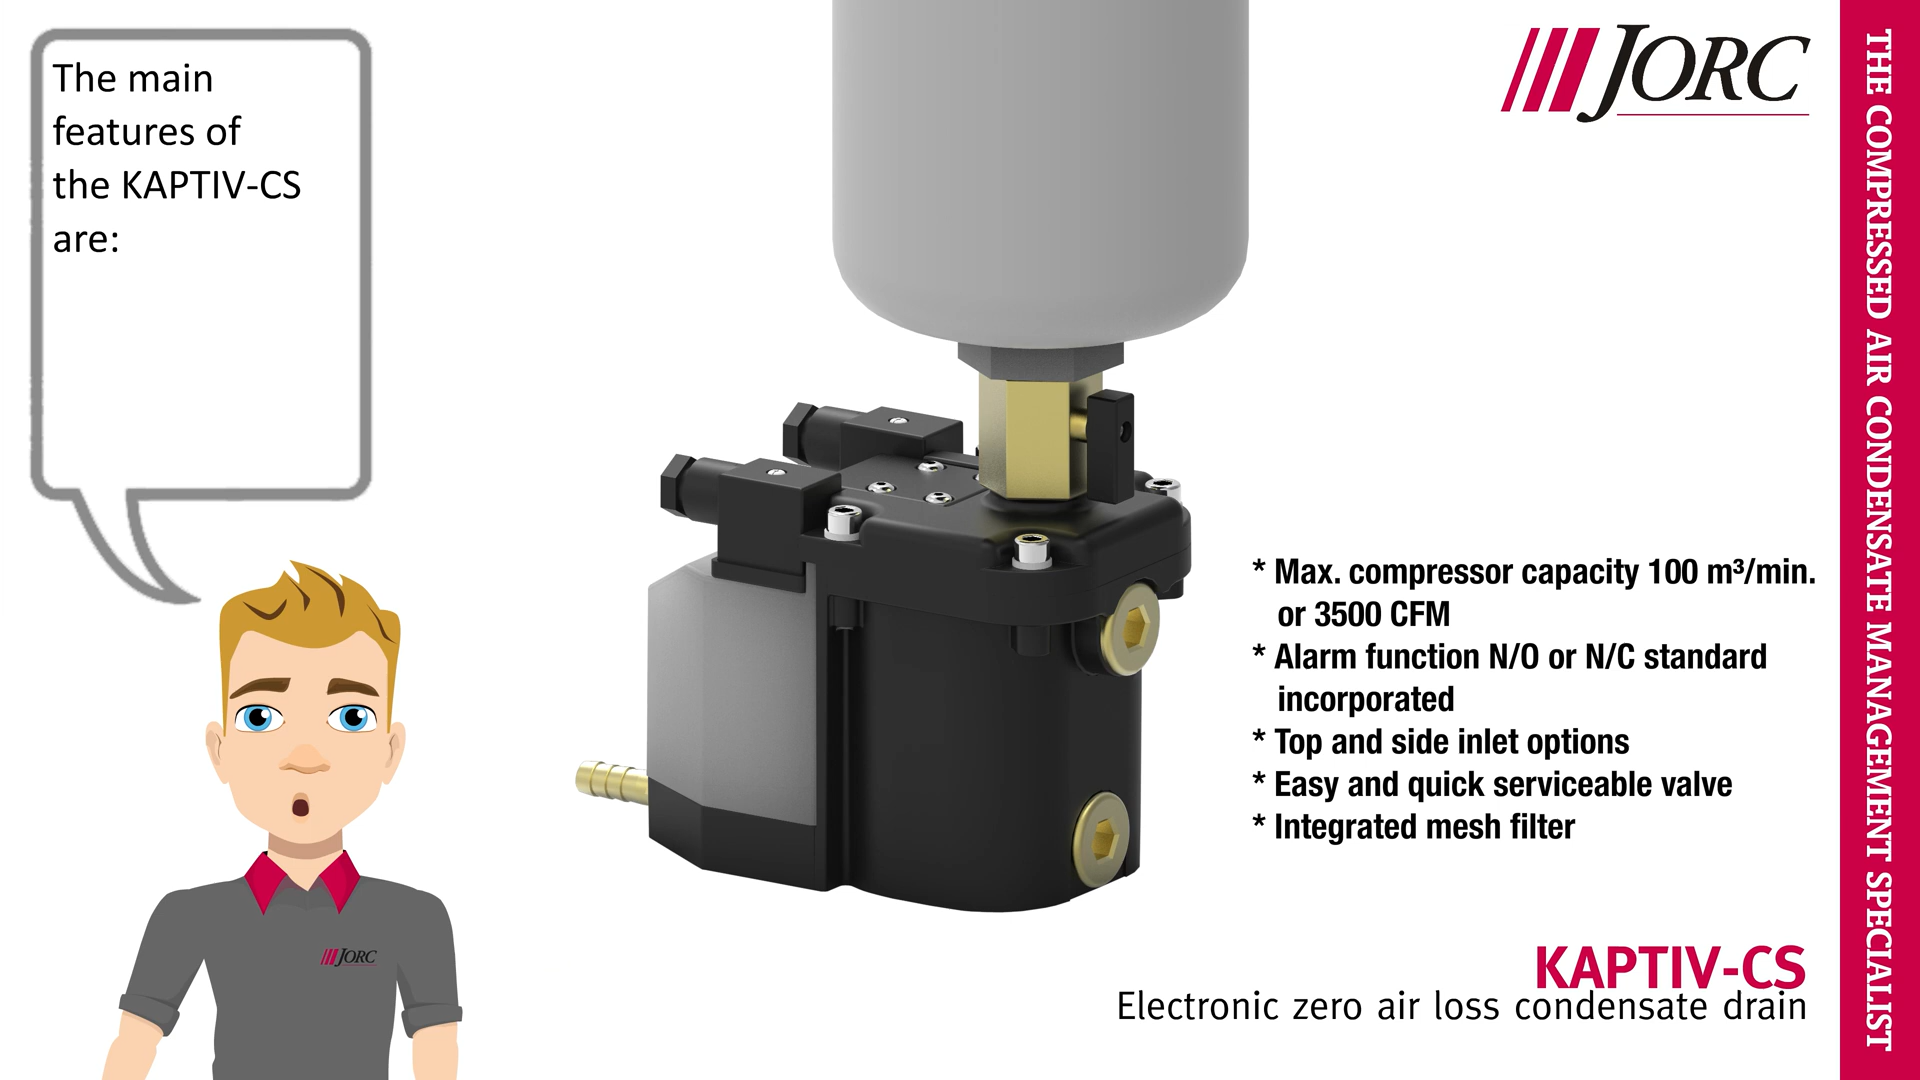 The main
features of
the KAPTIV-CS
are:
JORC
THE COMPRESSED AIR CONDENSATE MANAGEMENT SPECIALIST
* Max. compressor capacity 100 m³/min.
or 3500 CFM
* Alarm function N/O or N/C standard
incorporated
* Top and side inlet options
* Easy and quick serviceable valve
* Integrated mesh filter
JORC
KAPTIV-CS
Electronic zero air loss condensate drain